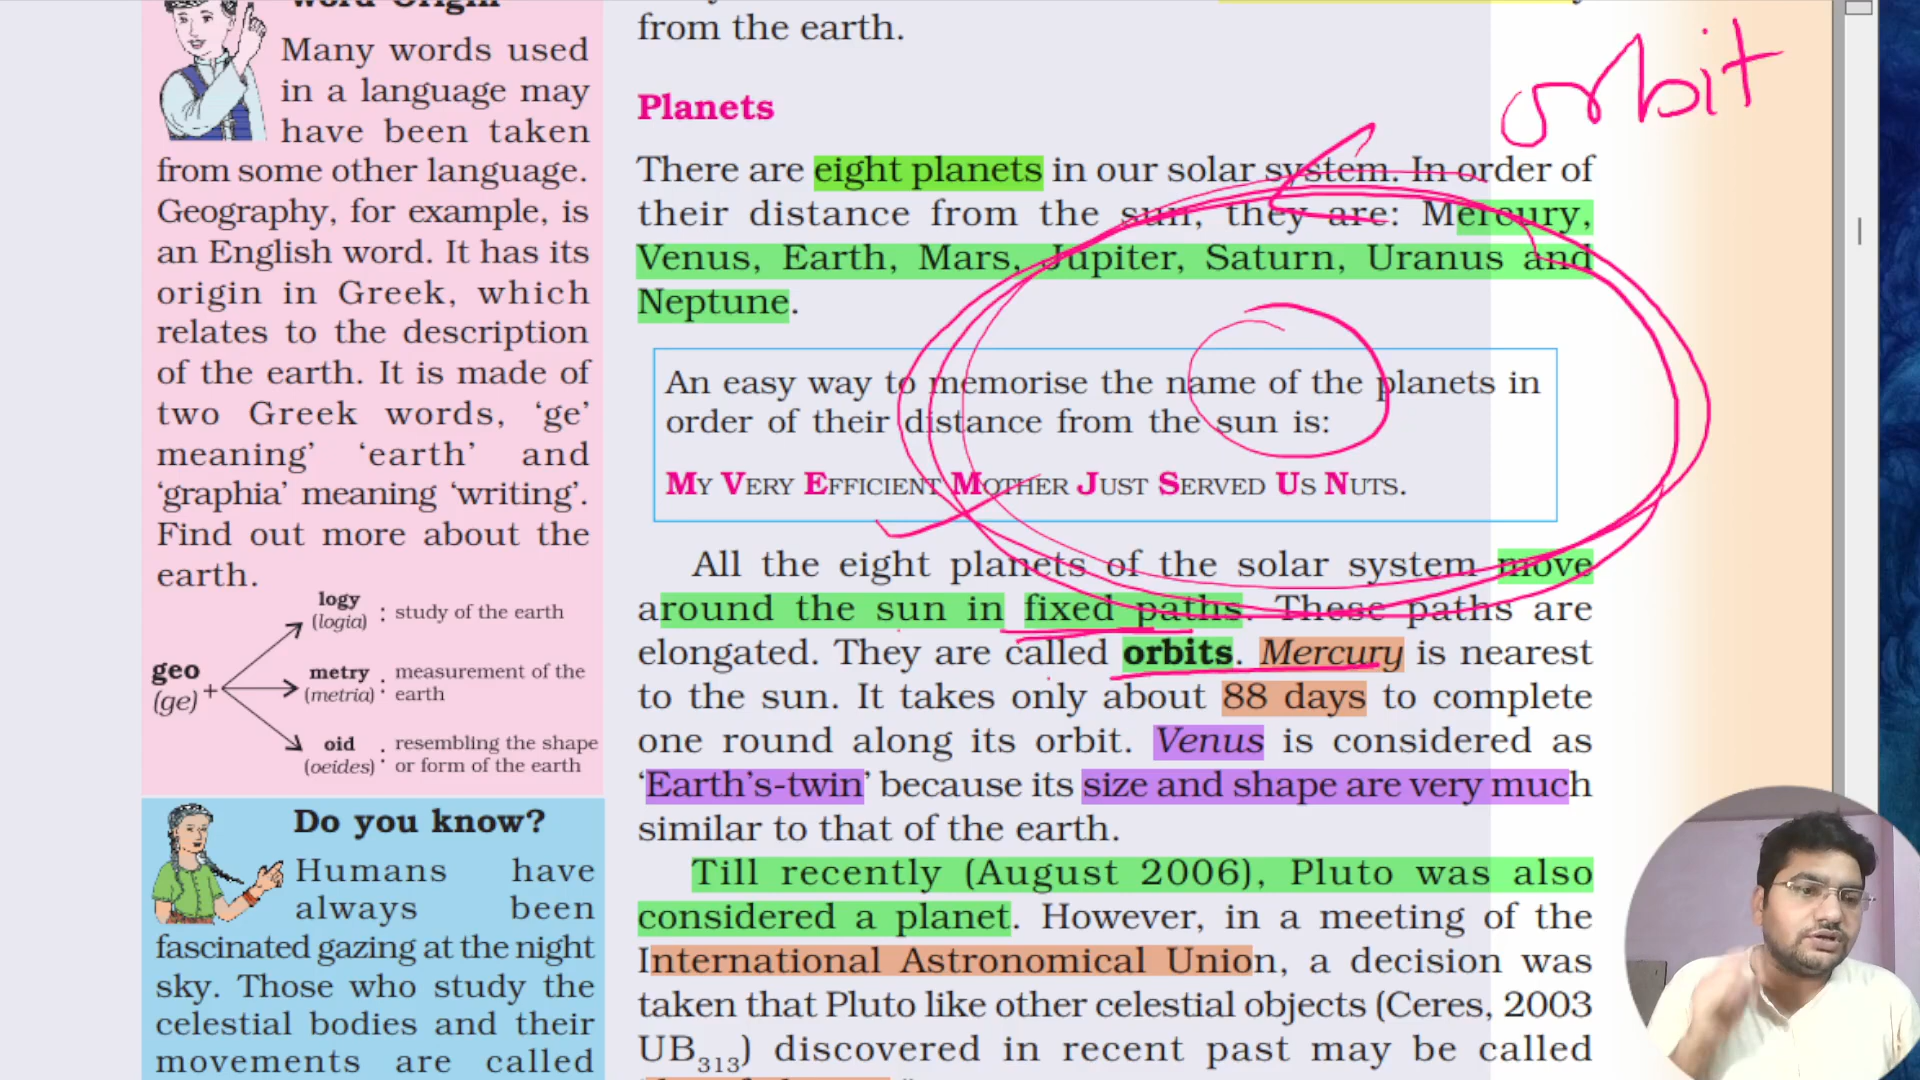 Word Origin
Many words used
in a language may
have been taken
from some other language.
Geography, for example, is
an English word. It has its
origin in Greek, which
relates to the description
of the earth. It is made of
two Greek words, ‘ge’
meaning’ ‘earth’ and
‘graphia’ meaning ‘writing’.
Find out more about the
earth.
logy
(logia) : study of the earth
geo
(ge) +
metry
(metria) : measurement of the
earth
oid
(oeides) : resembling the shape
or form of the earth
Do you know?
Humans have
always been
fascinated gazing at the night
sky. Those who study the
celestial bodies and their
movements are called
from the earth.
orbit
Planets
There are eight planets in our solar system. In order of
their distance from the sun, they are: Mercury,
Venus, Earth, Mars, Jupiter, Saturn, Uranus and
Neptune.
An easy way to memorise the name of the planets in
order of their distance from the sun is:
MY VERY EFFICIENT MOTHER JUST SERVED US NUTS.
All the eight planets of the solar system move
around the sun in fixed paths. These paths are
elongated. They are called orbits. Mercury is nearest
to the sun. It takes only about 88 days to complete
one round along its orbit. Venus is considered as
‘Earth’s-twin’ because its size and shape are very much
similar to that of the earth.
Till recently (August 2006), Pluto was also
considered a planet. However, in a meeting of the
International Astronomical Union, a decision was
taken that Pluto like other celestial objects (Ceres, 2003
UB313) discovered in recent past may be called